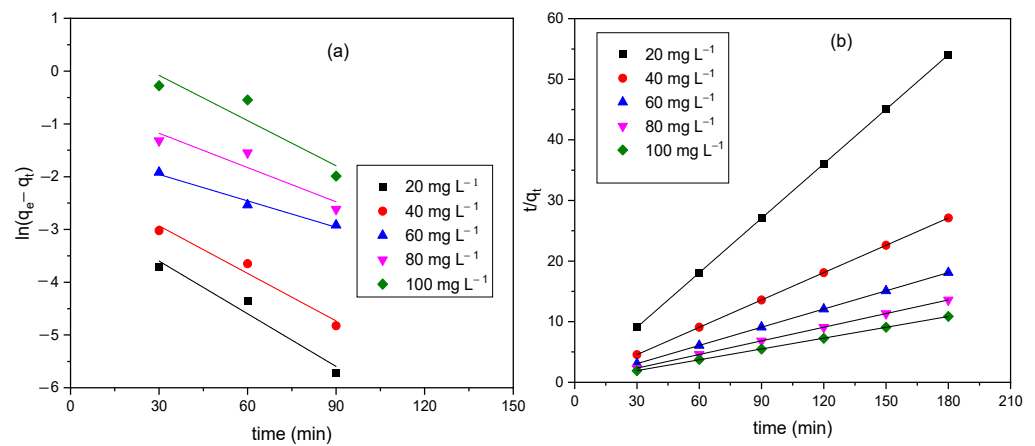 (a)
1
0
−1
−2
−3
−4
−5
−6
ln(qₑ− qₜ)
0 30 60 90 120 150
time (min)
20 mg L⁻¹
40 mg L⁻¹
60 mg L⁻¹
80 mg L⁻¹
100 mg L⁻¹
(b)
60
50
40
30
20
10
0
t/qₜ
0 30 60 90 120 150 180 210
time (min)
20 mg L⁻¹
40 mg L⁻¹
60 mg L⁻¹
80 mg L⁻¹
100 mg L⁻¹